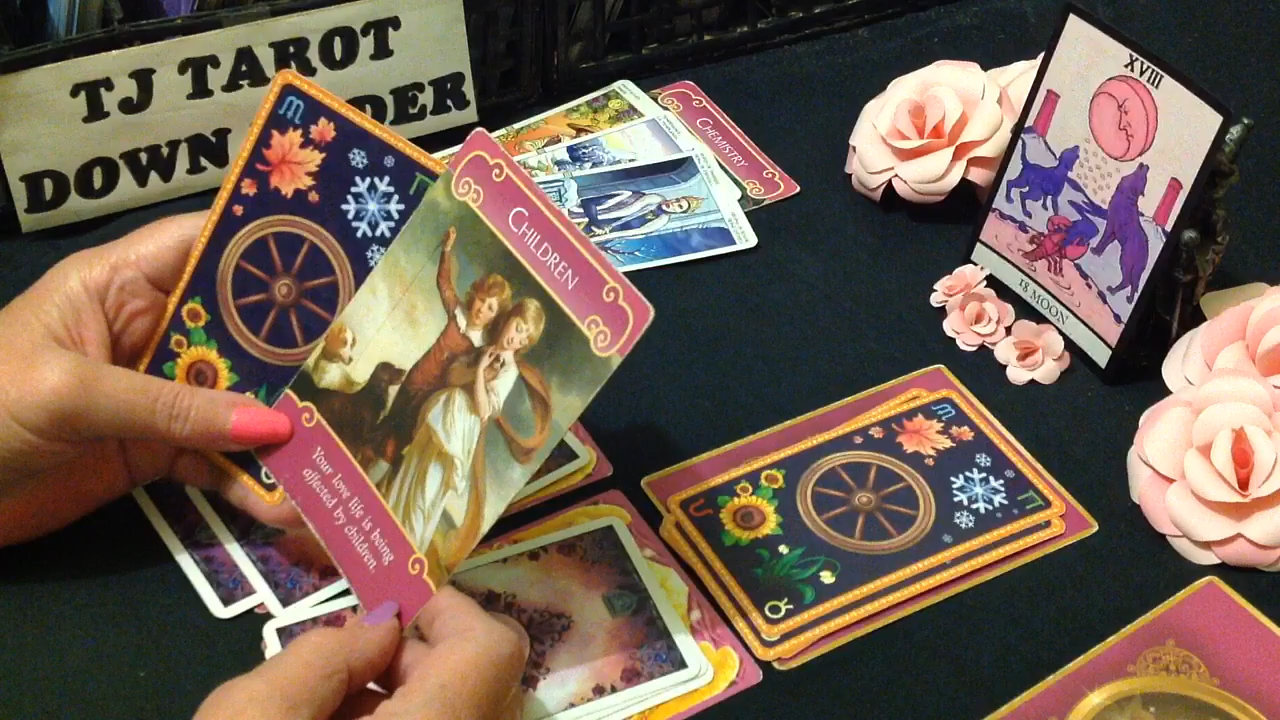 TJ TAROT
DOWN DER
CHEMISTRY
CHILDREN
Your love life is being
affected by children.
XVIII
18 MOON